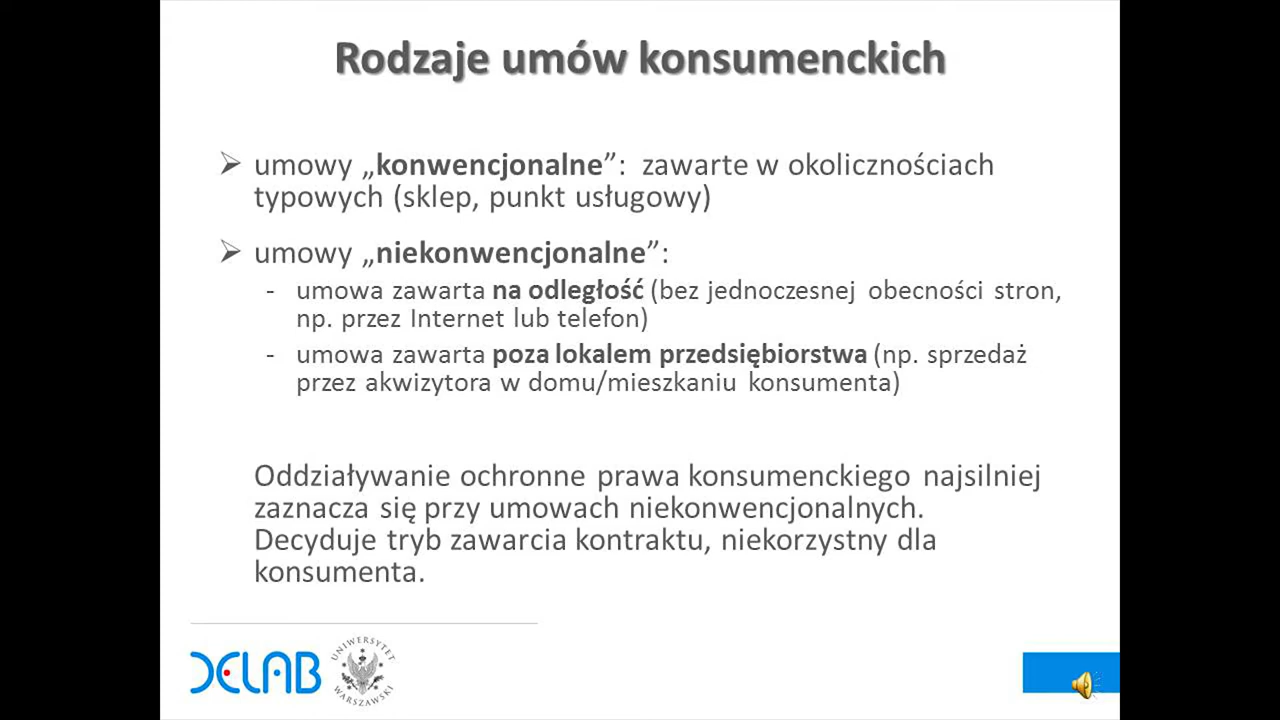 Rodzaje umów konsumenckich
➢ umowy „konwencjonalne”: zawarte w okolicznościach
typowych (sklep, punkt usługowy)
➢ umowy „niekonwencjonalne”:
- umowa zawarta na odległość (bez jednoczesnej obecności stron,
np. przez Internet lub telefon)
- umowa zawarta poza lokalem przedsiębiorstwa (np. sprzedaż
przez akwizytora w domu/mieszkaniu konsumenta)
Oddziaływanie ochronne prawa konsumenckiego najsilniej
zaznacza się przy umowach niekonwencjonalnych.
Decyduje tryb zawarcia kontraktu, niekorzystny dla
konsumenta.
DELAB
UNIWERSYTET
WARSZAWSKI